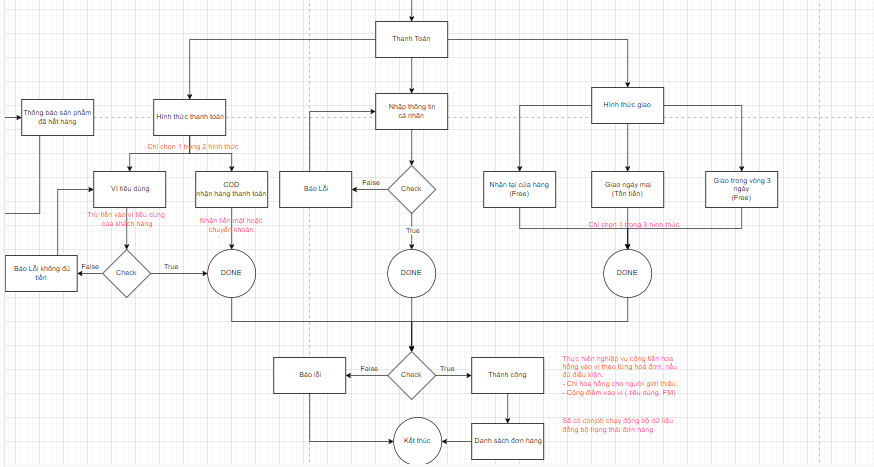 Thanh Toán
Thông báo sản phẩm
đã hết hàng
Hình thức thanh toán
Nhập thông tin
cá nhân
Hình thức giao
Chỉ chọn 1 trong 2 hình thức
Ví tiêu dùng
COD
nhận hàng thanh toán
Báo Lỗi
False
Check
Nhận tại cửa hàng
(Free)
Giao ngày mai
(Tốn tiền)
Giao trong vòng 3
ngày
(Free)
Trừ tiền vào ví tiêu dùng
của khách hàng
Nhận tiền mặt hoặc
chuyển khoản.
True
Chỉ chọn 1 trong 3 hình thức
Báo Lỗi không đủ
tiền
False
Check
True
DONE
DONE
DONE
Báo lỗi
False
Check
True
Thành công
Thực hiện nghiệp vụ cộng tiền hoa
hồng vào ví theo từng hoá đơn. nếu
đủ điều kiện.
- Chi hoa hồng cho người giới thiệu.
- Cộng điểm vào ví ( tiêu dùng, FM)
Kết thúc
Danh sách đơn hàng
Sẽ có conjob chạy động bộ dữ liệu
đồng bộ trạng thái đơn hàng